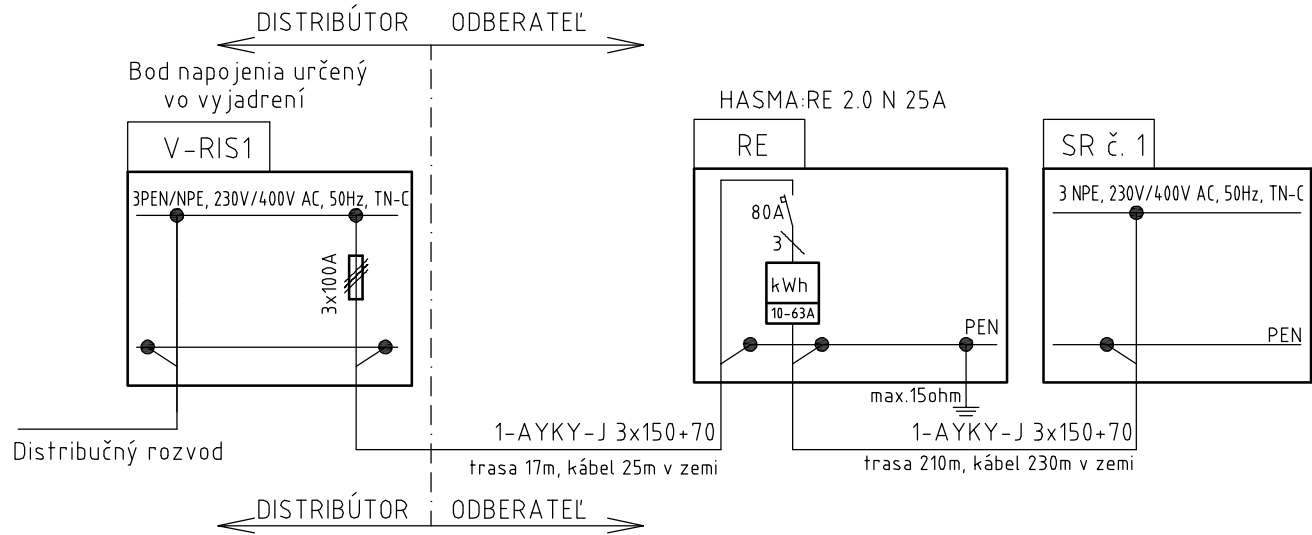 DISTRIBÚTOR ODBERATEĽ
Bod napojenia určený
vo vyjadrení
V-RIS1
3PEN/NPE, 230V/400V AC, 50Hz, TN-C
3x100A
Distribučný rozvod
HASMA:RE 2.0 N 25A
RE
80A
3
kWh
10-63A
PEN
max.15ohm
1-AYKY-J 3x150+70
trasa 17m, kábel 25m v zemi
SR č. 1
3 NPE, 230V/400V AC, 50Hz, TN-C
PEN
1-AYKY-J 3x150+70
trasa 210m, kábel 230m v zemi
DISTRIBÚTOR ODBERATEĽ